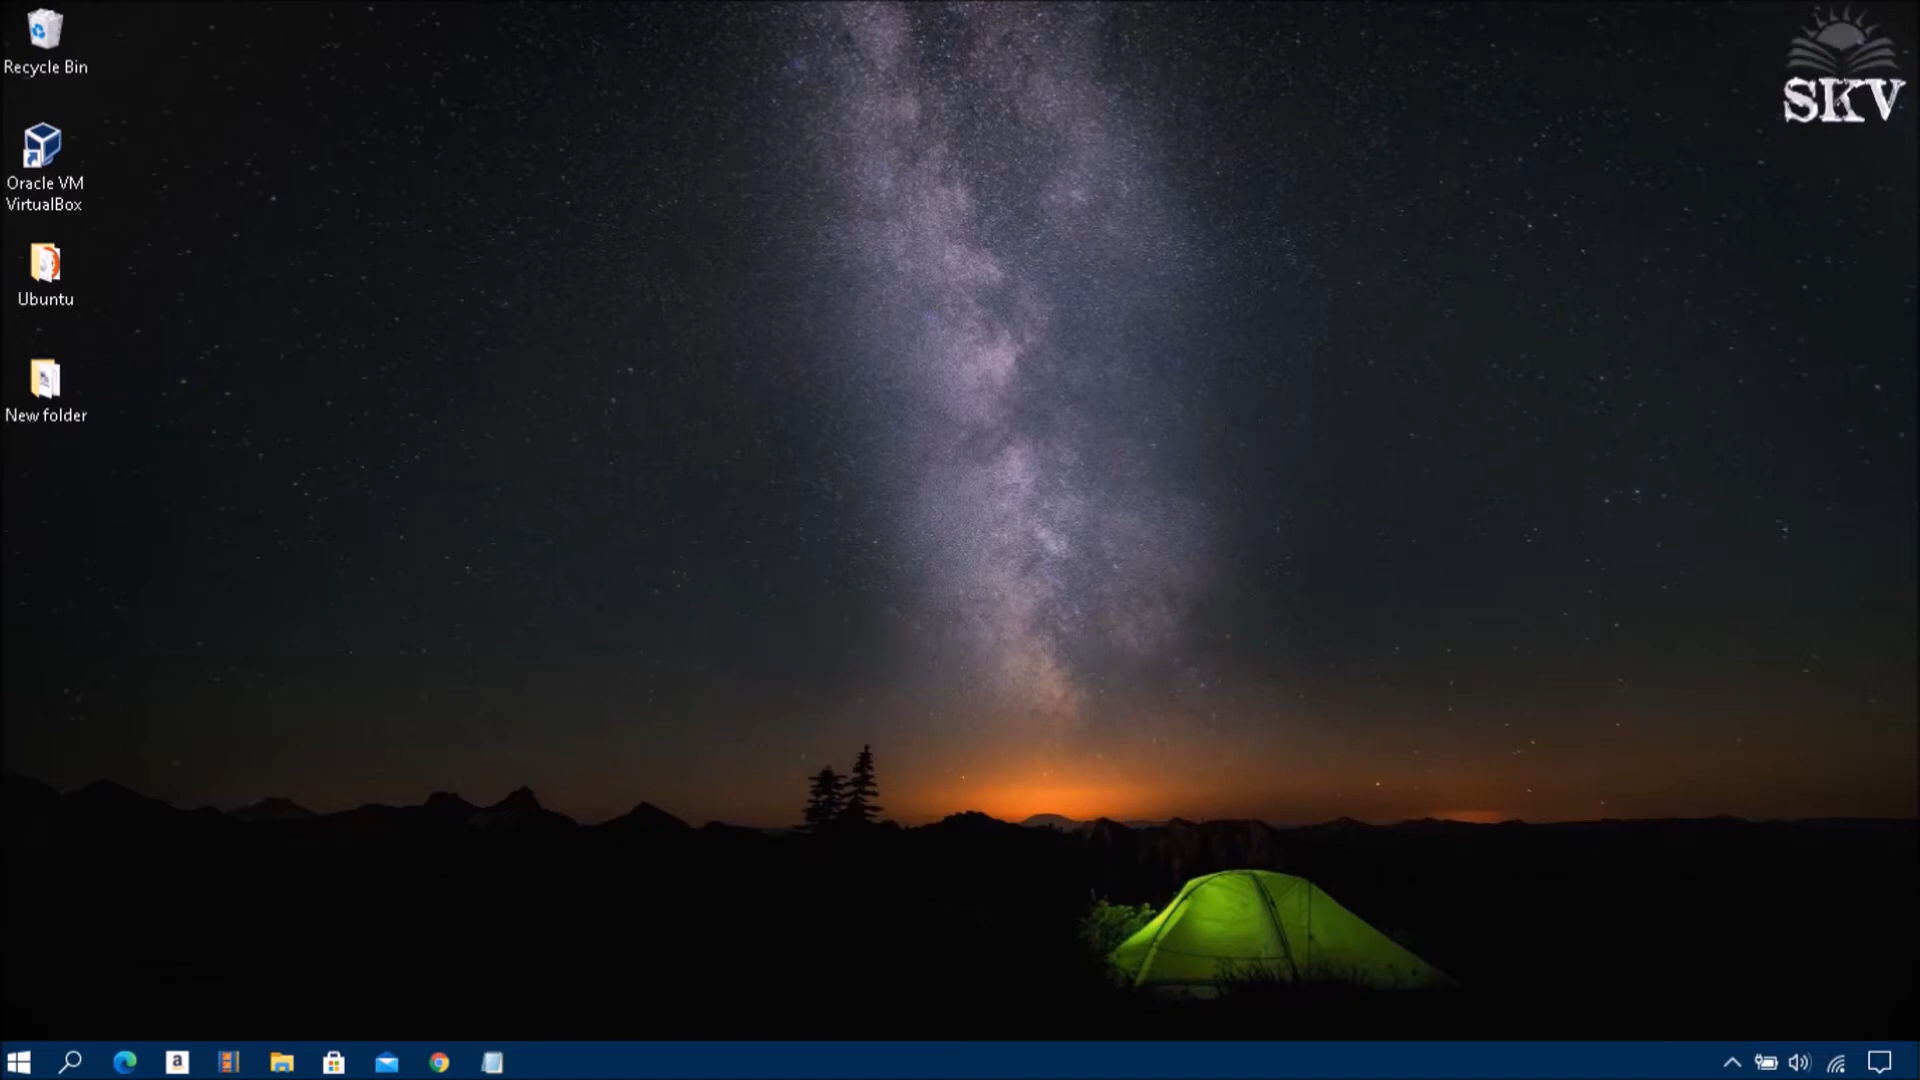 Recycle Bin
SKV
Oracle VM
VirtualBox
Ubuntu
New folder
a